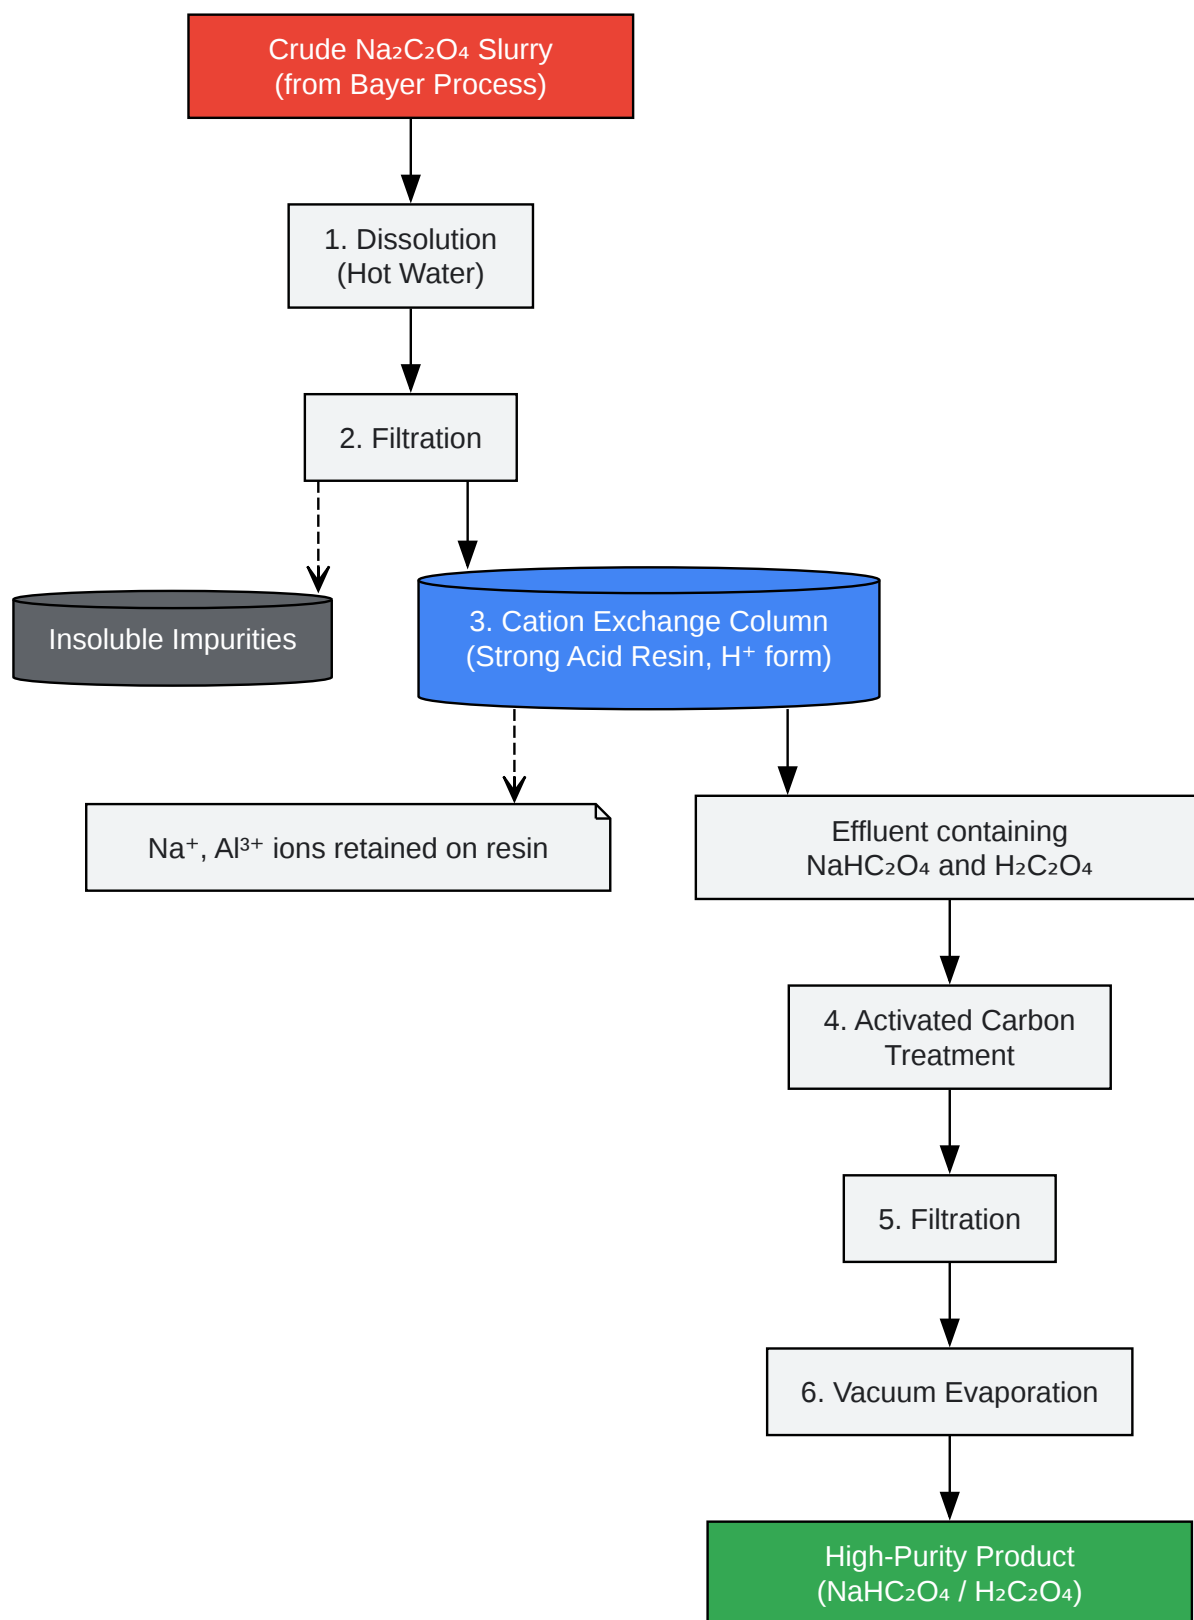 Crude Na₂C₂O₄ Slurry
(from Bayer Process)
1. Dissolution
(Hot Water)
2. Filtration
Insoluble Impurities
3. Cation Exchange Column
(Strong Acid Resin, H⁺ form)
Na⁺, Al³⁺ ions retained on resin
Effluent containing
NaHC₂O₄ and H₂C₂O₄
4. Activated Carbon
Treatment
5. Filtration
6. Vacuum Evaporation
High-Purity Product
(NaHC₂O₄ / H₂C₂O₄)